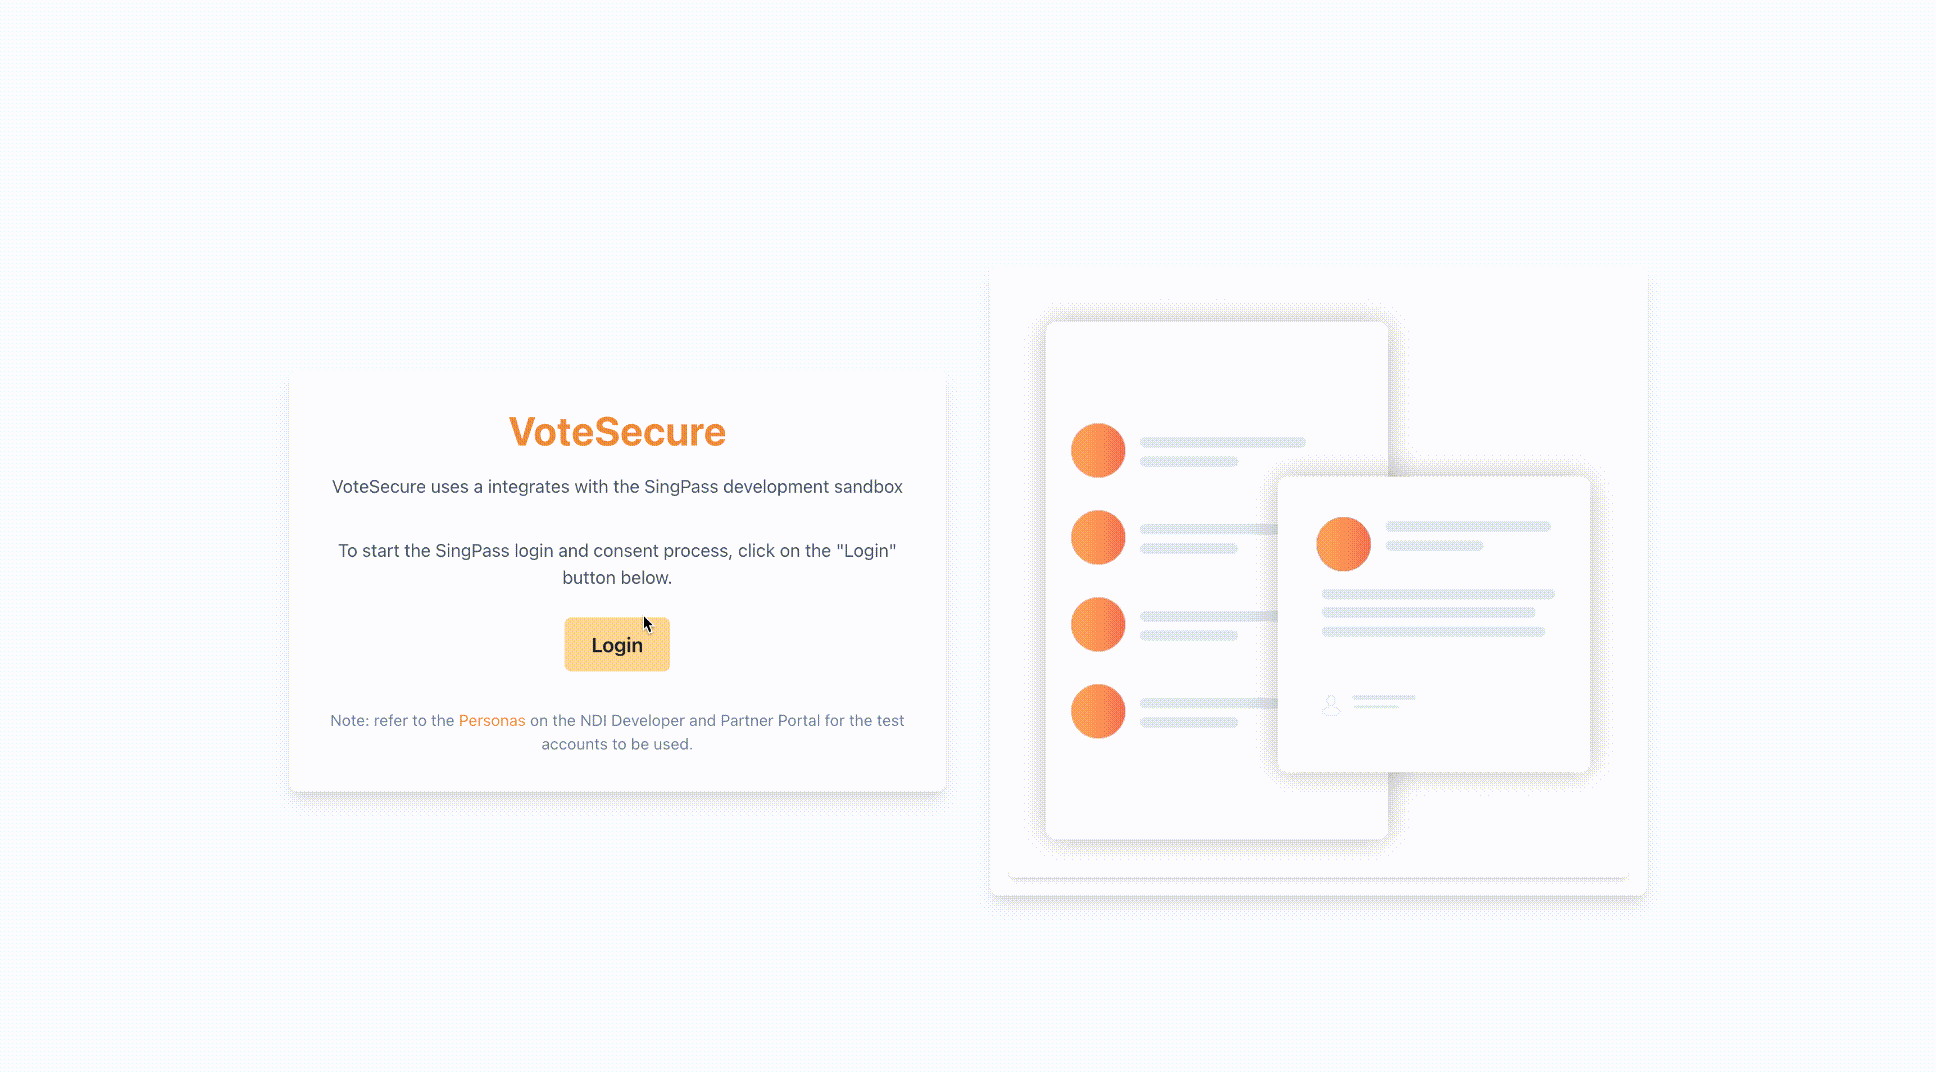 VoteSecure
VoteSecure uses a integrates with the SingPass development sandbox
To start the SingPass login and consent process, click on the "Login"
button below.
Login
Note: refer to the Personas on the NDI Developer and Partner Portal for the test
accounts to be used.